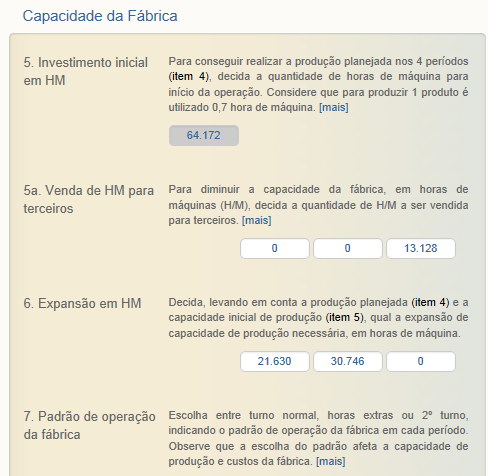 Capacidade da Fábrica
5. Investimento inicial em HM
Para conseguir realizar a produção planejada nos 4 períodos
(item 4), decida a quantidade de horas de máquina para
início da operação. Considere que para produzir 1 produto é
utilizado 0,7 hora de máquina. [mais]
64.172
5a. Venda de HM para terceiros
Para diminuir a capacidade da fábrica, em horas de
máquinas (H/M), decida a quantidade de H/M a ser vendida
para terceiros. [mais]
0 0 13.128
6. Expansão em HM
Decida, levando em conta a produção planejada (item 4) e a
capacidade inicial de produção (item 5), qual a expansão de
capacidade de produção necessária, em horas de máquina.
21.630 30.746 0
7. Padrão de operação da fábrica
Escolha entre turno normal, horas extras ou 2º turno,
indicando o padrão de operação da fábrica em cada período.
Observe que a escolha do padrão afeta a capacidade de
produção e custos da fábrica. [mais]